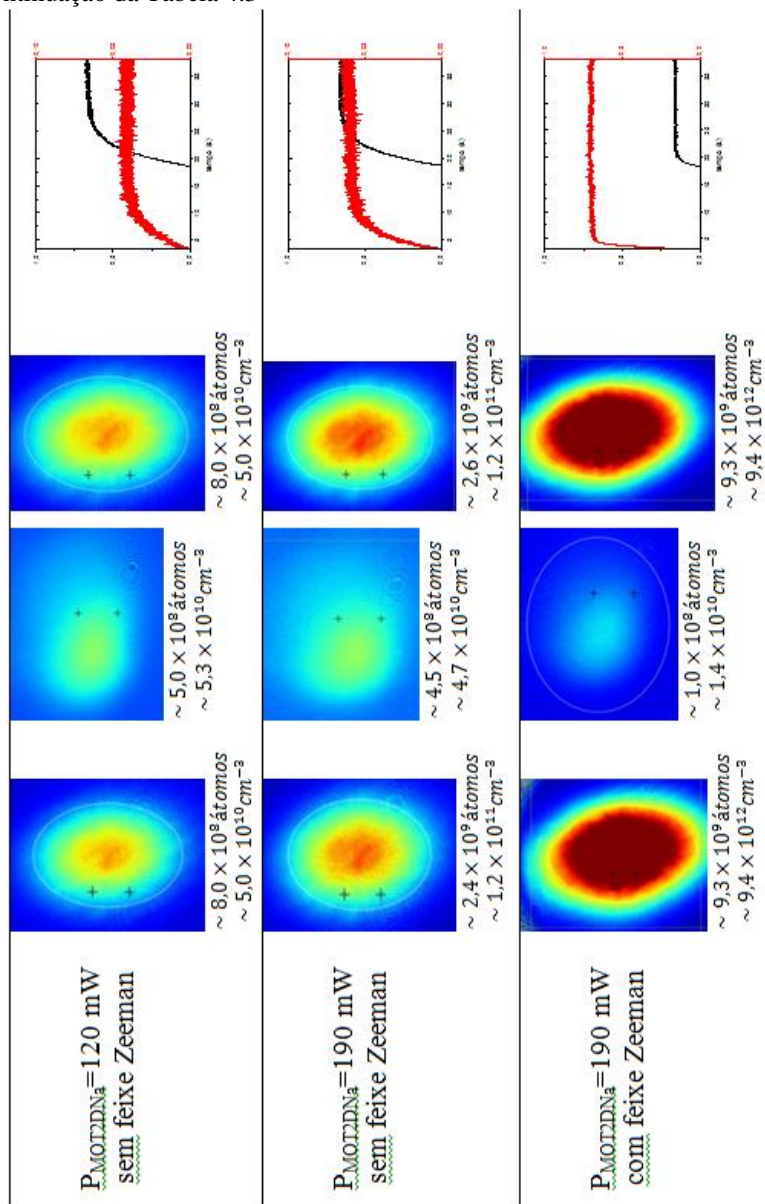 da Tabela
P_MOT2DNa=120 mW
sem feixe Zeeman
~ 8,0 × 10⁸ átomos
~ 5,0 × 10¹⁰ cm⁻³
~ 5,0 × 10⁸ átomos
~ 5,3 × 10¹⁰ cm⁻³
~ 8,0 × 10⁸ átomos
~ 5,0 × 10¹⁰ cm⁻³
tempo (s)
P_MOT2DNa=190 mW
sem feixe Zeeman
~ 2,4 × 10⁹ átomos
~ 1,2 × 10¹¹ cm⁻³
~ 4,5 × 10⁸ átomos
~ 4,7 × 10¹⁰ cm⁻³
~ 2,6 × 10⁹ átomos
~ 1,2 × 10¹¹ cm⁻³
tempo (s)
P_MOT2DNa=190 mW
com feixe Zeeman
~ 9,3 × 10⁹ átomos
~ 9,4 × 10¹² cm⁻³
~ 1,0 × 10⁸ átomos
~ 1,4 × 10¹⁰ cm⁻³
~ 9,3 × 10⁹ átomos
~ 9,4 × 10¹² cm⁻³
tempo (s)